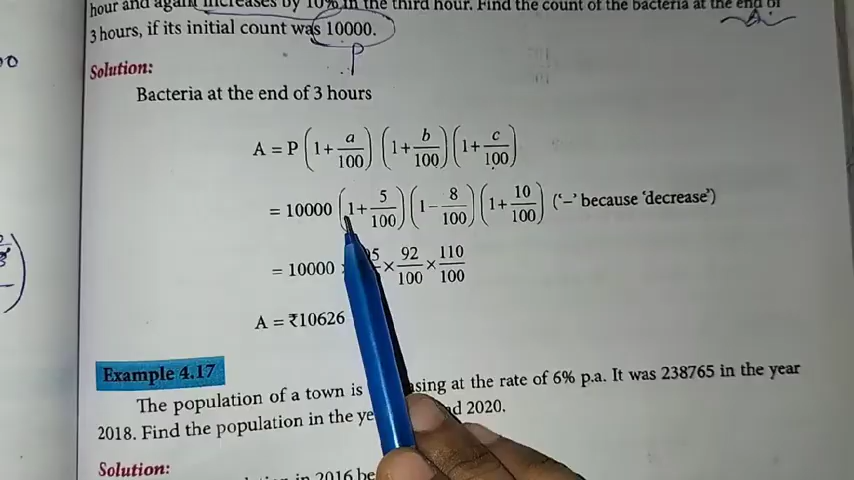 hour and again increases by 10% in the third hour. Find the count of the bacteria at the end of
3 hours, if its initial count was 10000.
P
A
Solution:
Bacteria at the end of 3 hours
A = P (1 + a/100) (1 + b/100) (1 + c/100)
= 10000 (1 + 5/100) (1 − 8/100) (1 + 10/100) ('−' because 'decrease')
= 10000 × 92/100 × 110/100
A = ₹10626
Example 4.17
The population of a town is asing at the rate of 6% p.a. It was 238765 in the year
2018. Find the population in the ye d 2020.
Solution:
in 2016 be